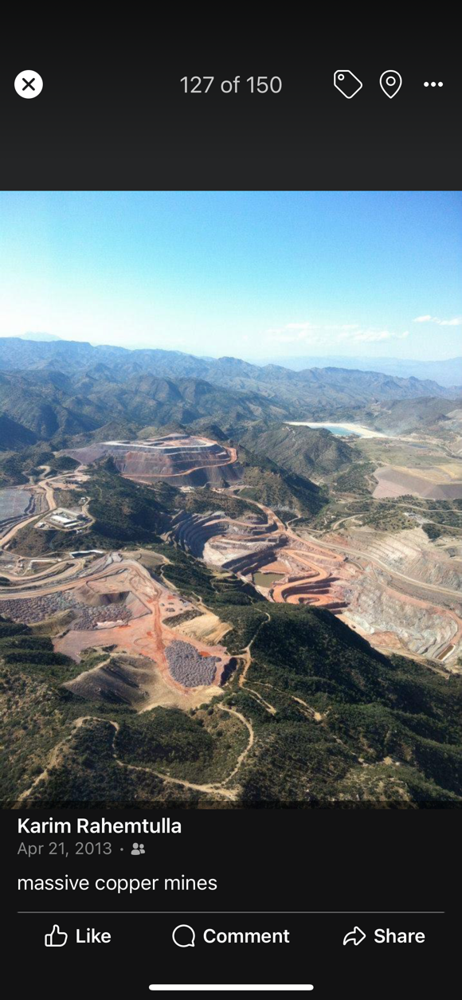 127 of 150
Karim Rahemtulla
Apr 21, 2013 ·
massive copper mines
Like Comment Share